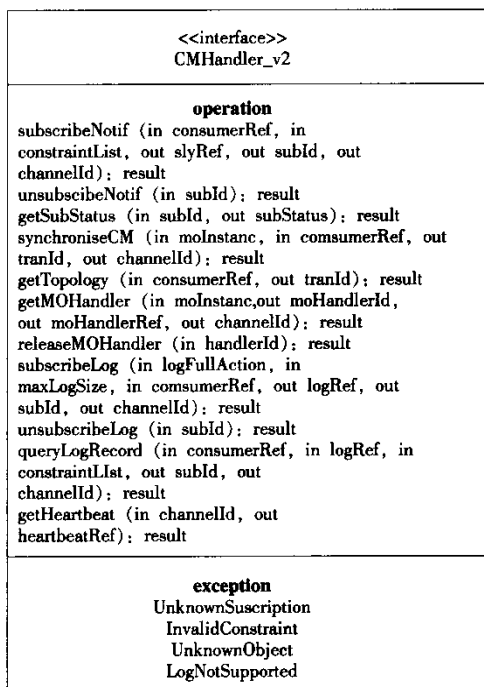 <<interface>>
CMHandler_v2
operation
subscribeNotif (in consumerRef, in
constraintList, out slyRef, out subId, out
channelId): result
unsubscibeNotif (in subId): result
getSubStatus (in subId, out subStatus): result
synchroniseCM (in moInstanc, in comsumerRef, out
tranId, out channelId): result
getTopology (in consumerRef, out tranId): result
getMOHandler (in moInstanc,out moHandlerId,
out moHandlerRef, out channelId): result
releaseMOHandler (in handlerId): result
subscribeLog (in logFullAction, in
maxLogSize, in comsumerRef, out logRef, out
subId, out channelId): result
unsubscribeLog (in subId): result
queryLogRecord (in consumerRef, in logRef, in
constraintLIst, out subId, out
channelId): result
getHeartbeat (in channelId, out
heartbeatRef): result
exception
UnknownSuscription
InvalidConstraint
UnknownObject
LogNotSupported